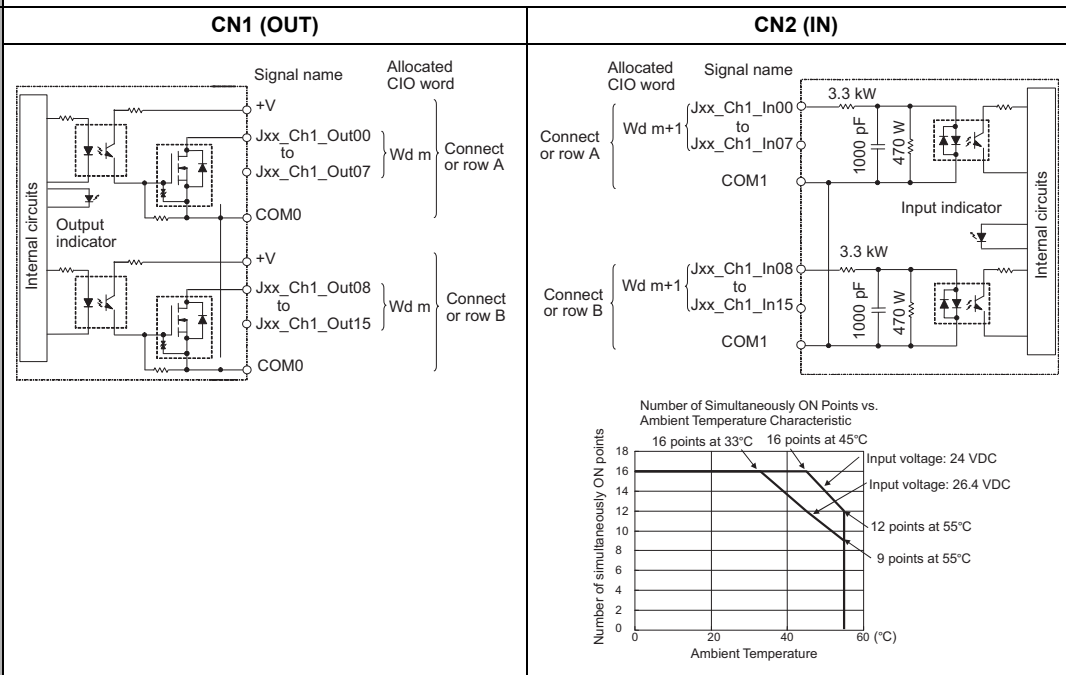 CN1 (OUT)
CN2 (IN)
Signal name
Allocated
CIO word
+V
Jxx_Ch1_Out00
to
Jxx_Ch1_Out07
Wd m
Connect
or row A
COM0
Output
indicator
Internal circuits
+V
Jxx_Ch1_Out08
to
Jxx_Ch1_Out15
Wd m
Connect
or row B
COM0
Allocated
CIO word
Signal name
Connect
or row A
Wd m+1
Jxx_Ch1_In00
to
Jxx_Ch1_In07
COM1
3.3 kW
1000 pF
470 W
Input indicator
Internal circuits
Connect
or row B
Wd m+1
Jxx_Ch1_In08
to
Jxx_Ch1_In15
COM1
3.3 kW
1000 pF
470 W
Number of Simultaneously ON Points vs.
Ambient Temperature Characteristic
16 points at 33°C
16 points at 45°C
Input voltage: 24 VDC
Input voltage: 26.4 VDC
12 points at 55°C
9 points at 55°C
Number of simultaneously ON points
18
16
14
12
10
8
6
4
2
0
0
20
40
60 (°C)
Ambient Temperature